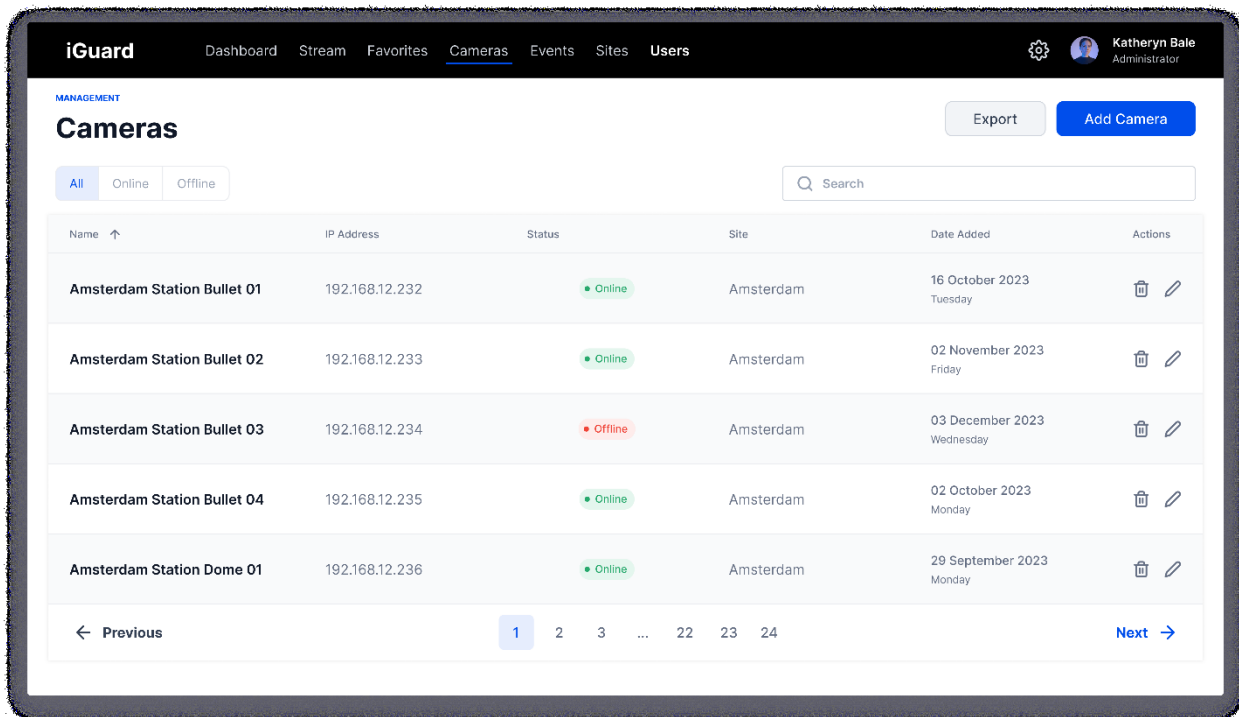 iGuard Dashboard Stream Favorites Cameras Events Sites Users Katheryn Bale
Administrator
MANAGEMENT
Cameras
Export Add Camera
All Online Offline Search
Name IP Address Status Site Date Added Actions
Amsterdam Station Bullet 01 192.168.12.232 Online Amsterdam 16 October 2023
Tuesday
Amsterdam Station Bullet 02 192.168.12.233 Online Amsterdam 02 November 2023
Friday
Amsterdam Station Bullet 03 192.168.12.234 Offline Amsterdam 03 December 2023
Wednesday
Amsterdam Station Bullet 04 192.168.12.235 Online Amsterdam 02 October 2023
Monday
Amsterdam Station Dome 01 192.168.12.236 Online Amsterdam 29 September 2023
Monday
Previous 1 2 3 ... 22 23 24 Next